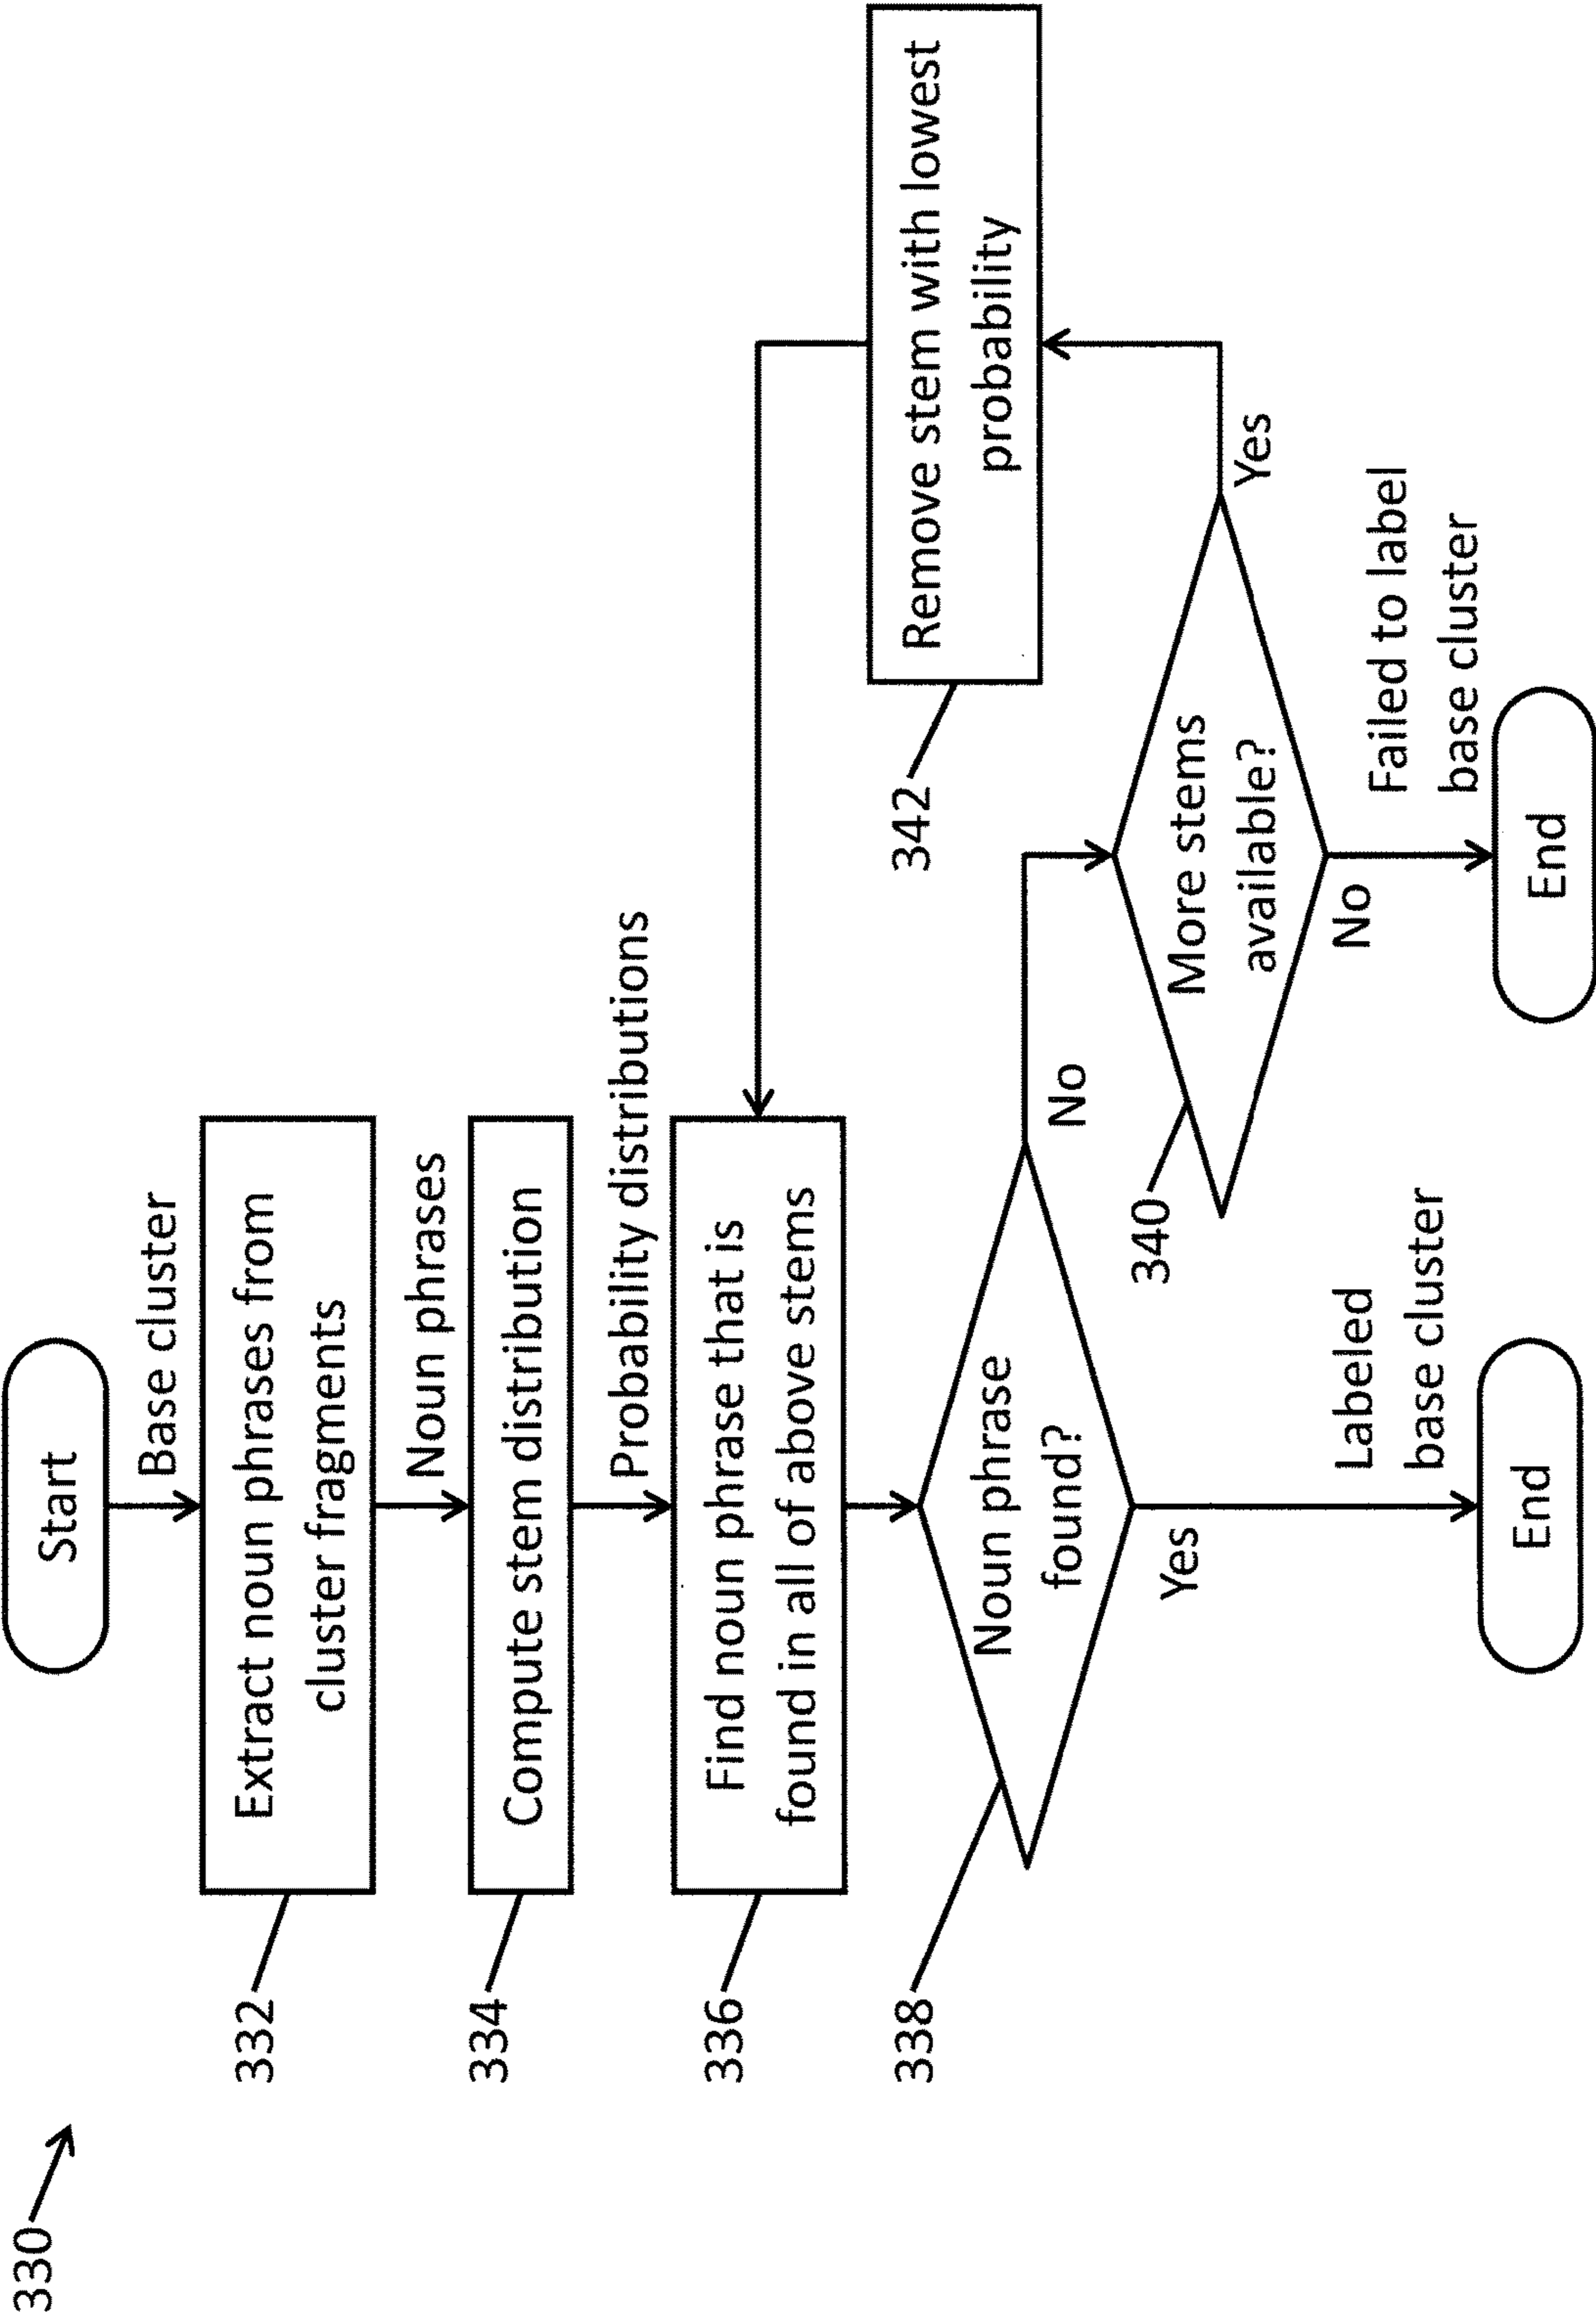 330
Start
Base cluster
332
Extract noun phrases from
cluster fragments
Noun phrases
334
Compute stem distribution
Probability distributions
336
Find noun phrase that is
found in all of above stems
338
Noun phrase
found?
No
Yes
Labeled
base cluster
End
340
More stems
available?
Yes
No
Failed to label
base cluster
End
342
Remove stem with lowest
probability